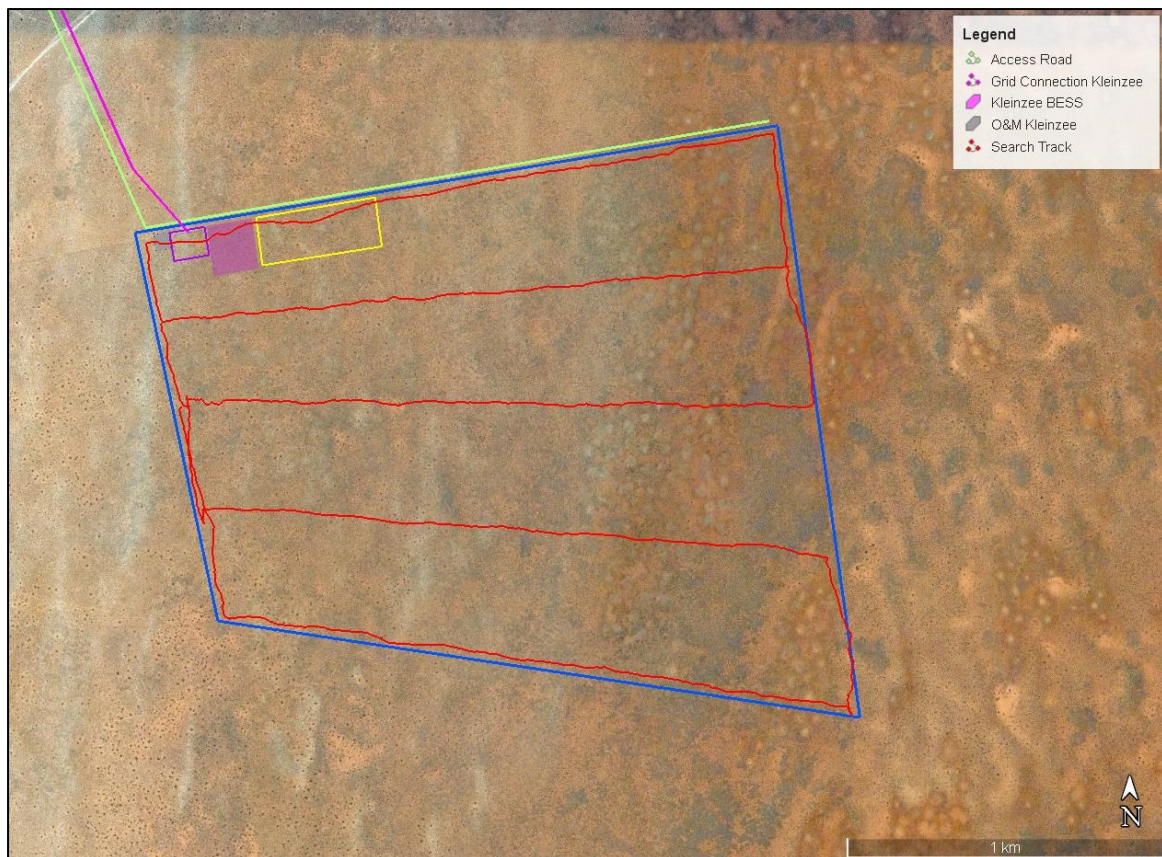 Legend
Access Road
Grid Connection Kleinzee
Kleinzee BESS
O&M Kleinzee
Search Track
N
1 km